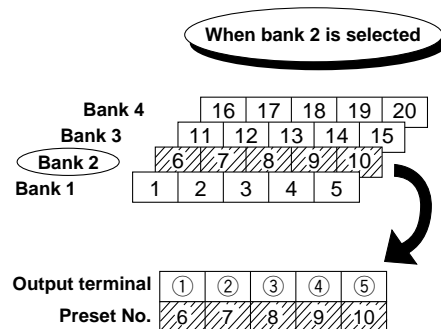 When bank 2 is selected
Bank 4 16 17 18 19 20
Bank 3 11 12 13 14 15
Bank 2 6 7 8 9 10
Bank 1 1 2 3 4 5
Output terminal ① ② ③ ④ ⑤
Preset No. 6 7 8 9 10